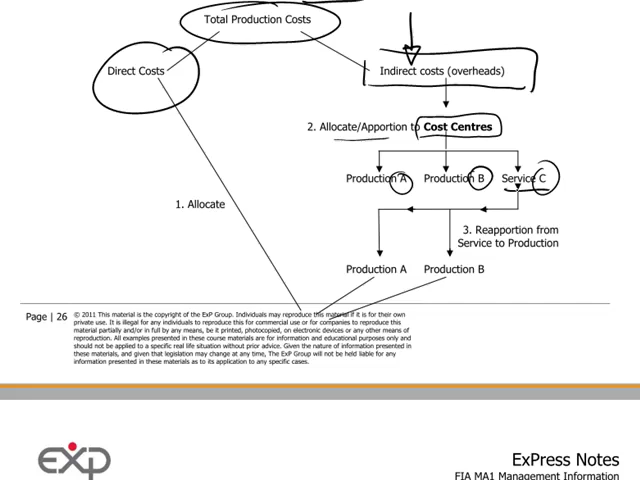 Total Production Costs
Direct Costs
Indirect costs (overheads)
2. Allocate/Apportion to Cost Centres
Production A
Production B
Service C
1. Allocate
3. Reapportion from
Service to Production
Production A
Production B
Page | 26
© 2011 This material is the copyright of the ExP Group. Individuals may reproduce this material if it is for their own
private use. It is illegal for any individuals to reproduce this for commercial use or for companies to reproduce this
material partially and/or in full by any means, be it printed, photocopied, on electronic devices or any other means of
reproduction. All examples presented in these course materials are for information and educational purposes only and
should not be applied to a specific real life situation without prior advice. Given the nature of information presented in
these materials, and given that legislation may change at any time, The ExP Group will not be held liable for any
information presented in these materials as to its application to any specific cases.
exp
ExPress Notes
FIA MA1 Management Information